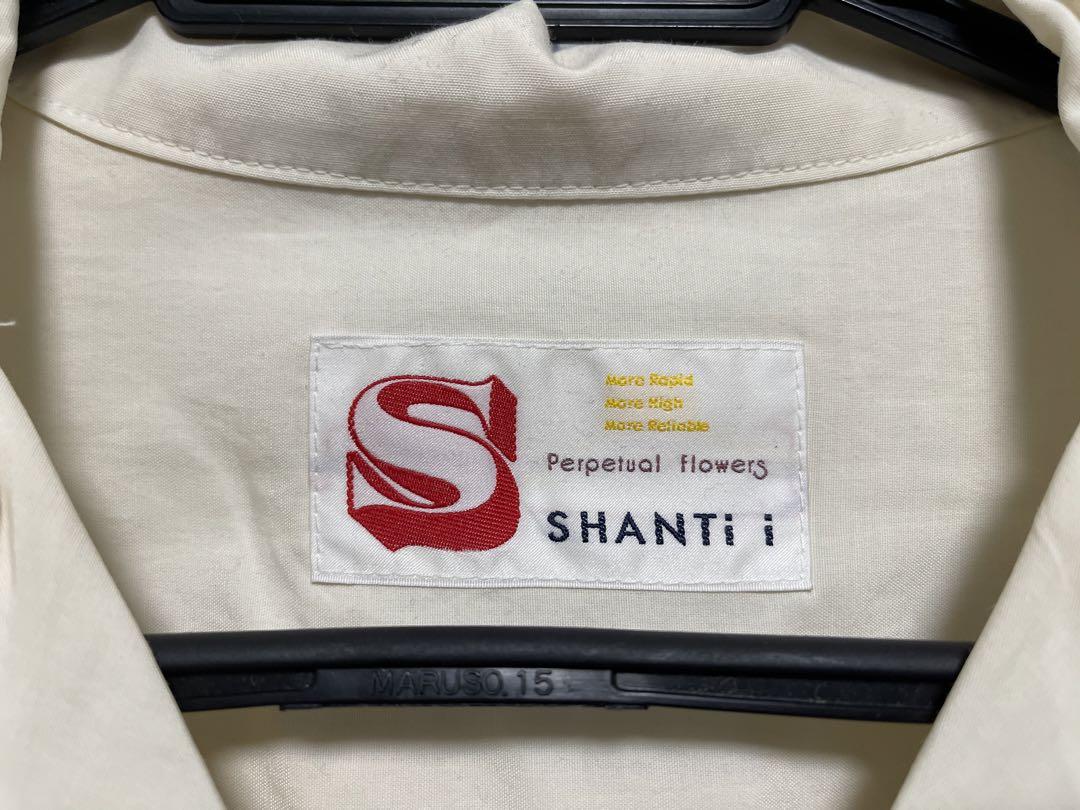 S
More Rapid
More High
More Reliable
Perpetual flowers
SHANTi i
MARUSO.15